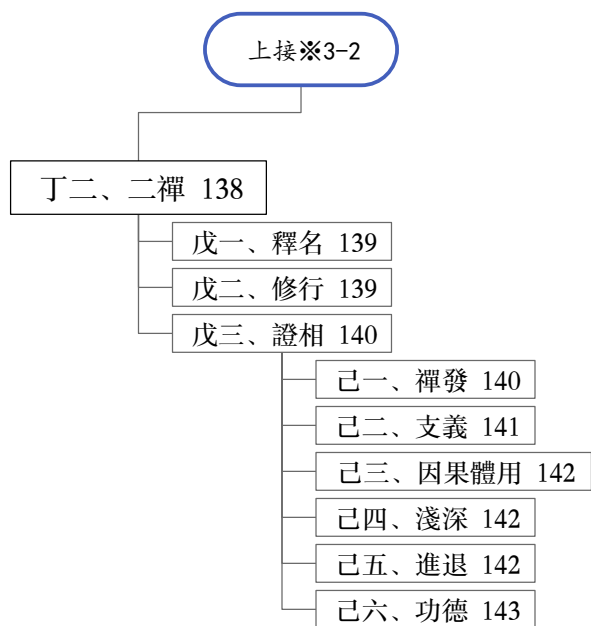 上接※3-2
丁二、二禪 138
戊一、釋名 139
戊二、修行 139
戊三、證相 140
己一、禪發 140
己二、支義 141
己三、因果體用 142
己四、淺深 142
己五、進退 142
己六、功德 143